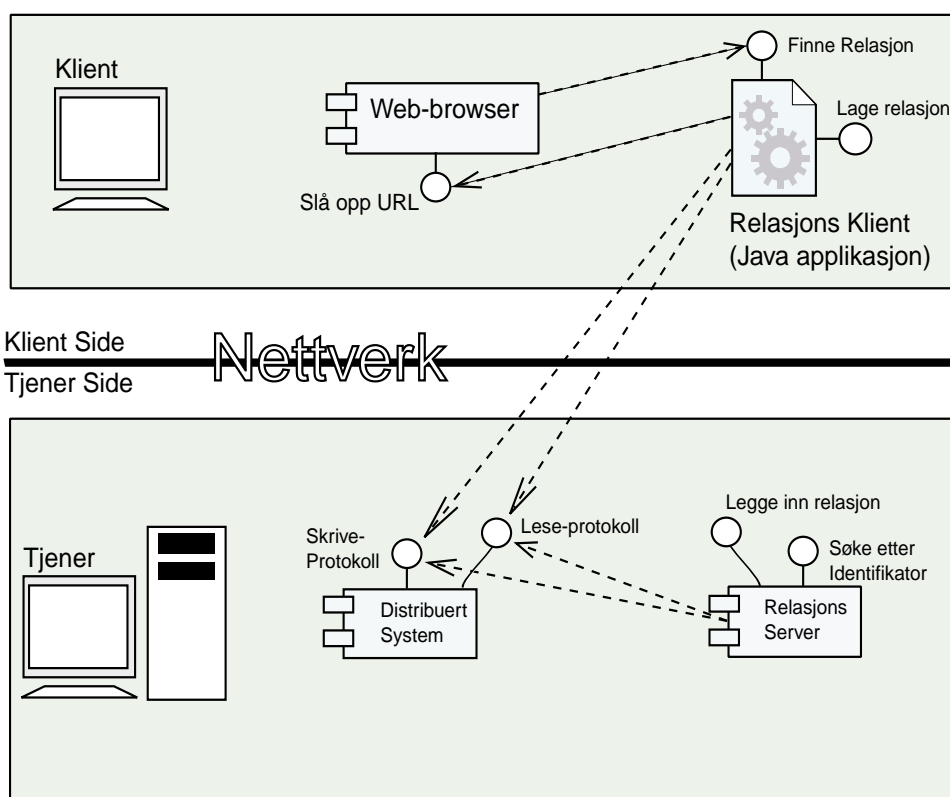 Finne Relasjon
Klient
Web-browser
Lage relasjon
Slå opp URL
Relasjons Klient
(Java applikasjon)
Klient Side
Nettverk
Tjener Side
Legge inn relasjon
Skrive-
Protokoll
Lese-protokoll
Søke etter
Identifikator
Tjener
Distribuert
System
Relasjons
Server